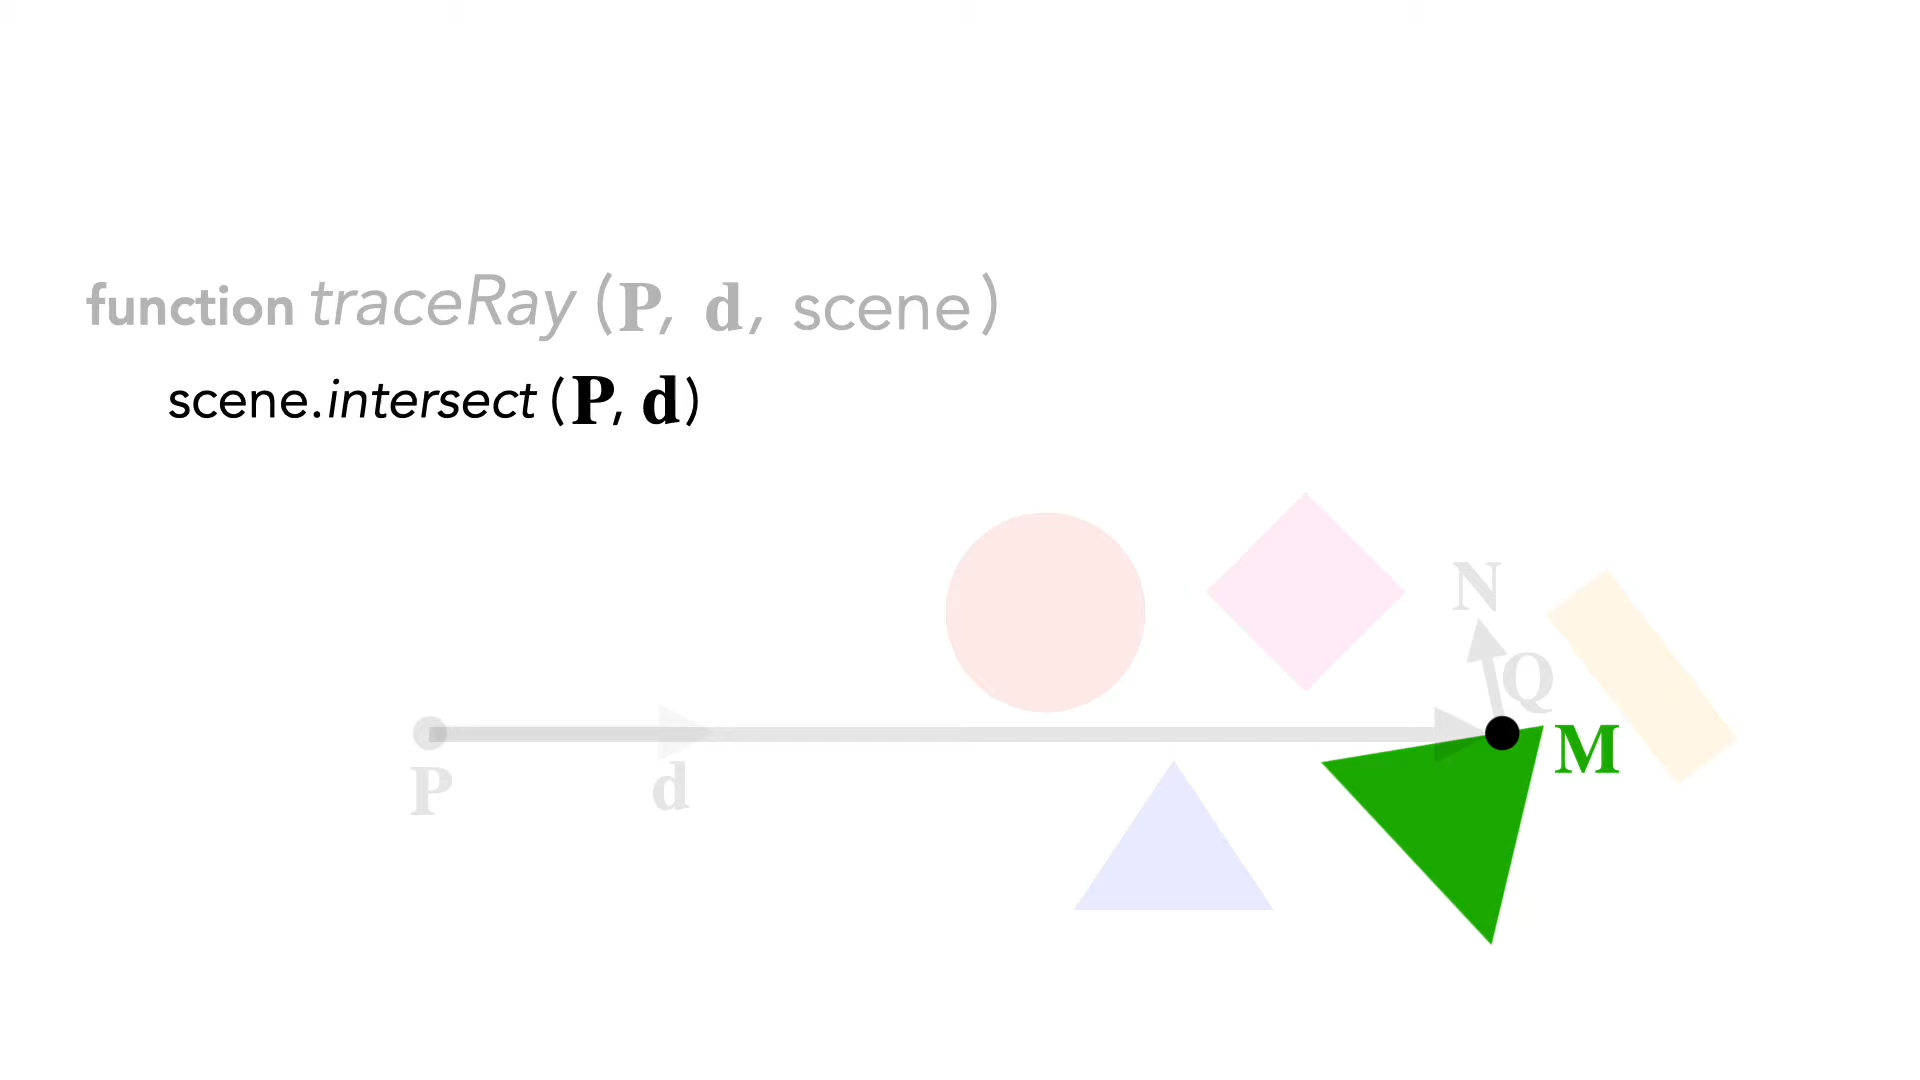 function traceRay (P, d, scene)
scene.intersect (P, d)
N
Q
M
P
d